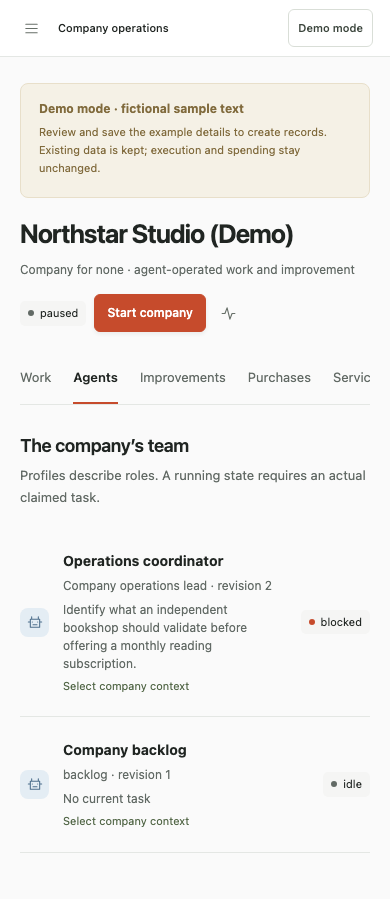 Company operations
Demo mode
Demo mode · fictional sample text
Review and save the example details to create records.
Existing data is kept; execution and spending stay
unchanged.
Northstar Studio (Demo)
Company for none · agent-operated work and improvement
paused
Start company
Work
Agents
Improvements
Purchases
Servic
The company’s team
Profiles describe roles. A running state requires an actual
claimed task.
Operations coordinator
Company operations lead · revision 2
Identify what an independent
bookshop should validate before
offering a monthly reading
subscription.
Select company context
blocked
Company backlog
backlog · revision 1
No current task
Select company context
idle